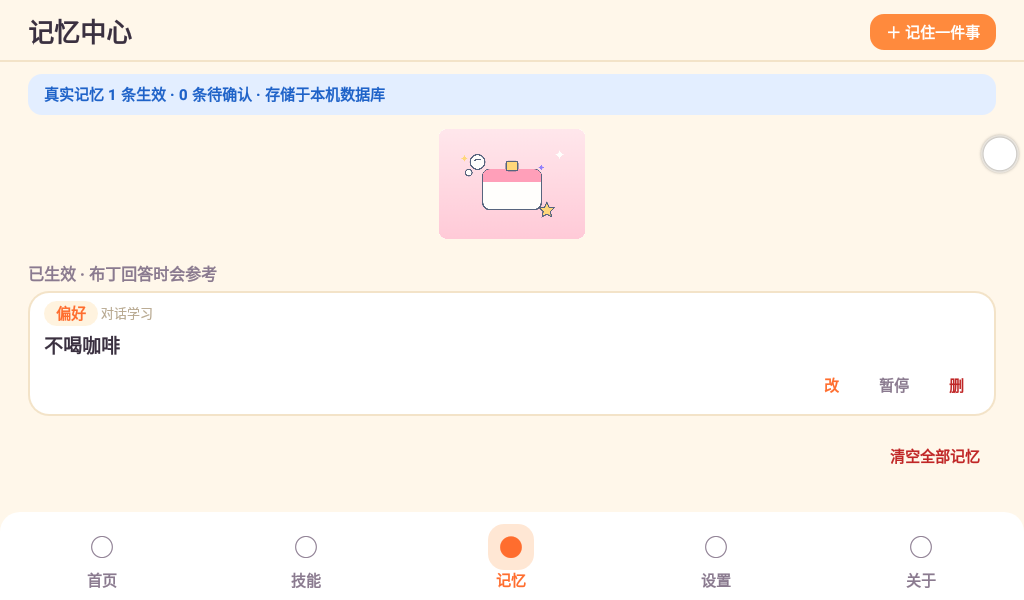 记忆中心
＋ 记住一件事
真实记忆 1 条生效 · 0 条待确认 · 存储于本机数据库
已生效 · 布丁回答时会参考
偏好 对话学习
不喝咖啡
改 暂停 删
清空全部记忆
首页 技能 记忆 设置 关于